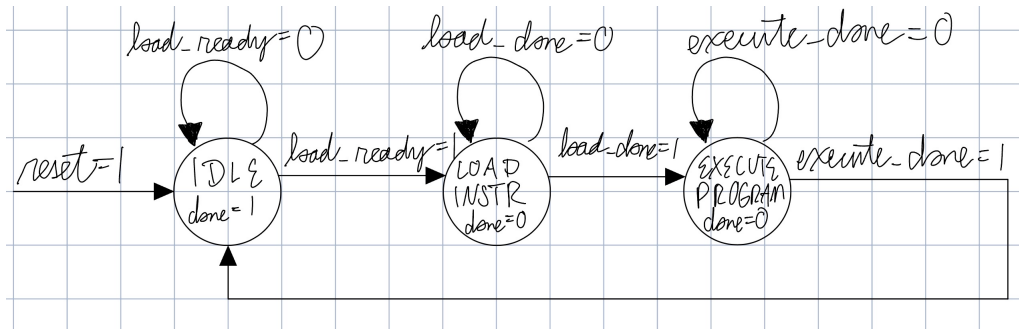 load_ready=0
load_done=0
execute_done=0
reset=1
IDLE
done=1
load_ready=1
LOAD
INSTR
done=0
load_done=1
EXECUTE
PROGRAM
done=0
execute_done=1